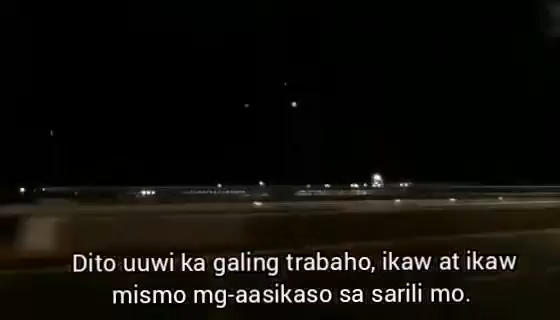 Dito uuwi ka galing trabaho, ikaw at ikaw
mismo mg-aasikaso sa sarili mo.